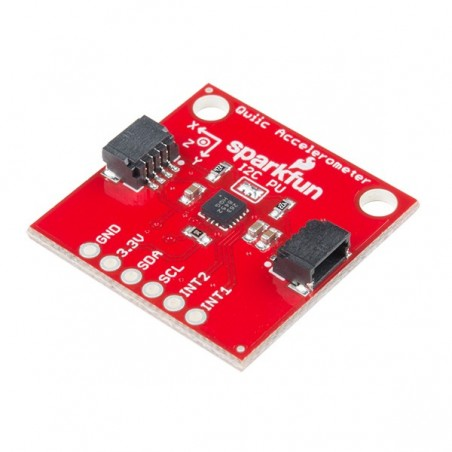 Qwiic Accelerometer
sparkfun
I2C PU
X
Z
GND
3.3V
SDA
SCL
INT2
INT1